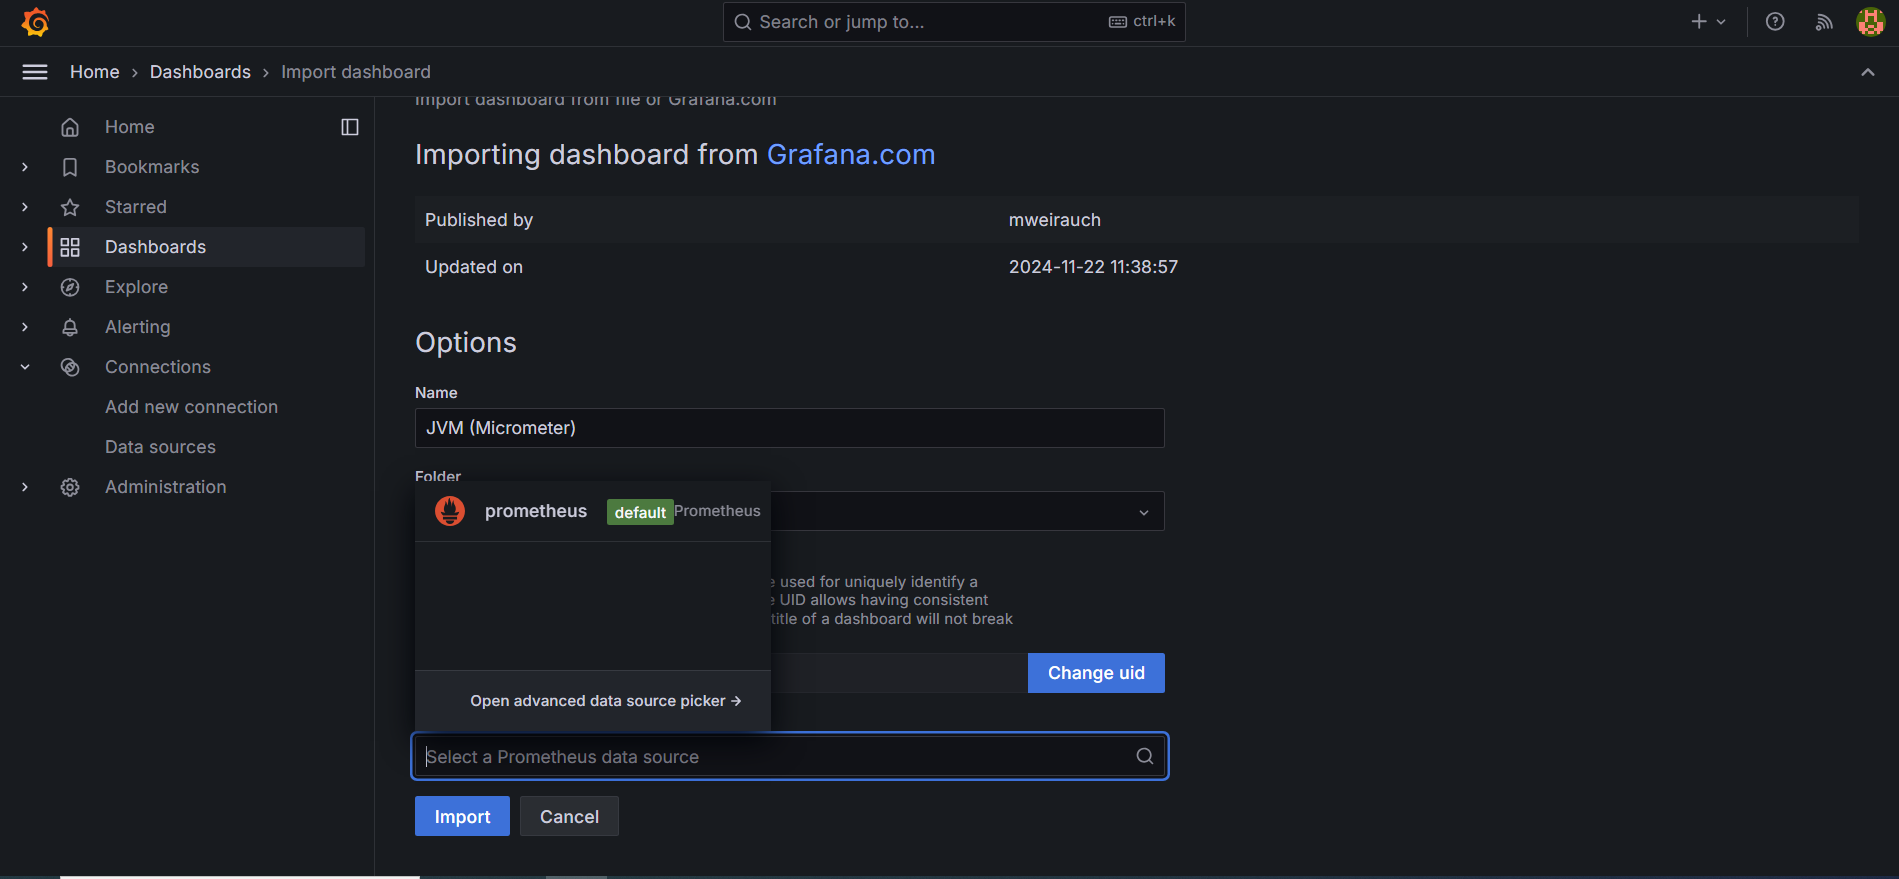 Search or jump to... ctrl+k
Home › Dashboards › Import dashboard
Import dashboard from file or Grafana.com
Home
Bookmarks
Starred
Dashboards
Explore
Alerting
Connections
Add new connection
Data sources
Administration
Importing dashboard from Grafana.com
Published by mweirauch
Updated on 2024-11-22 11:38:57
Options
Name
JVM (Micrometer)
Folder
prometheus default Prometheus
used for uniquely identify a
UID allows having consistent
title of a dashboard will not break
Change uid
Open advanced data source picker →
Select a Prometheus data source
Import Cancel